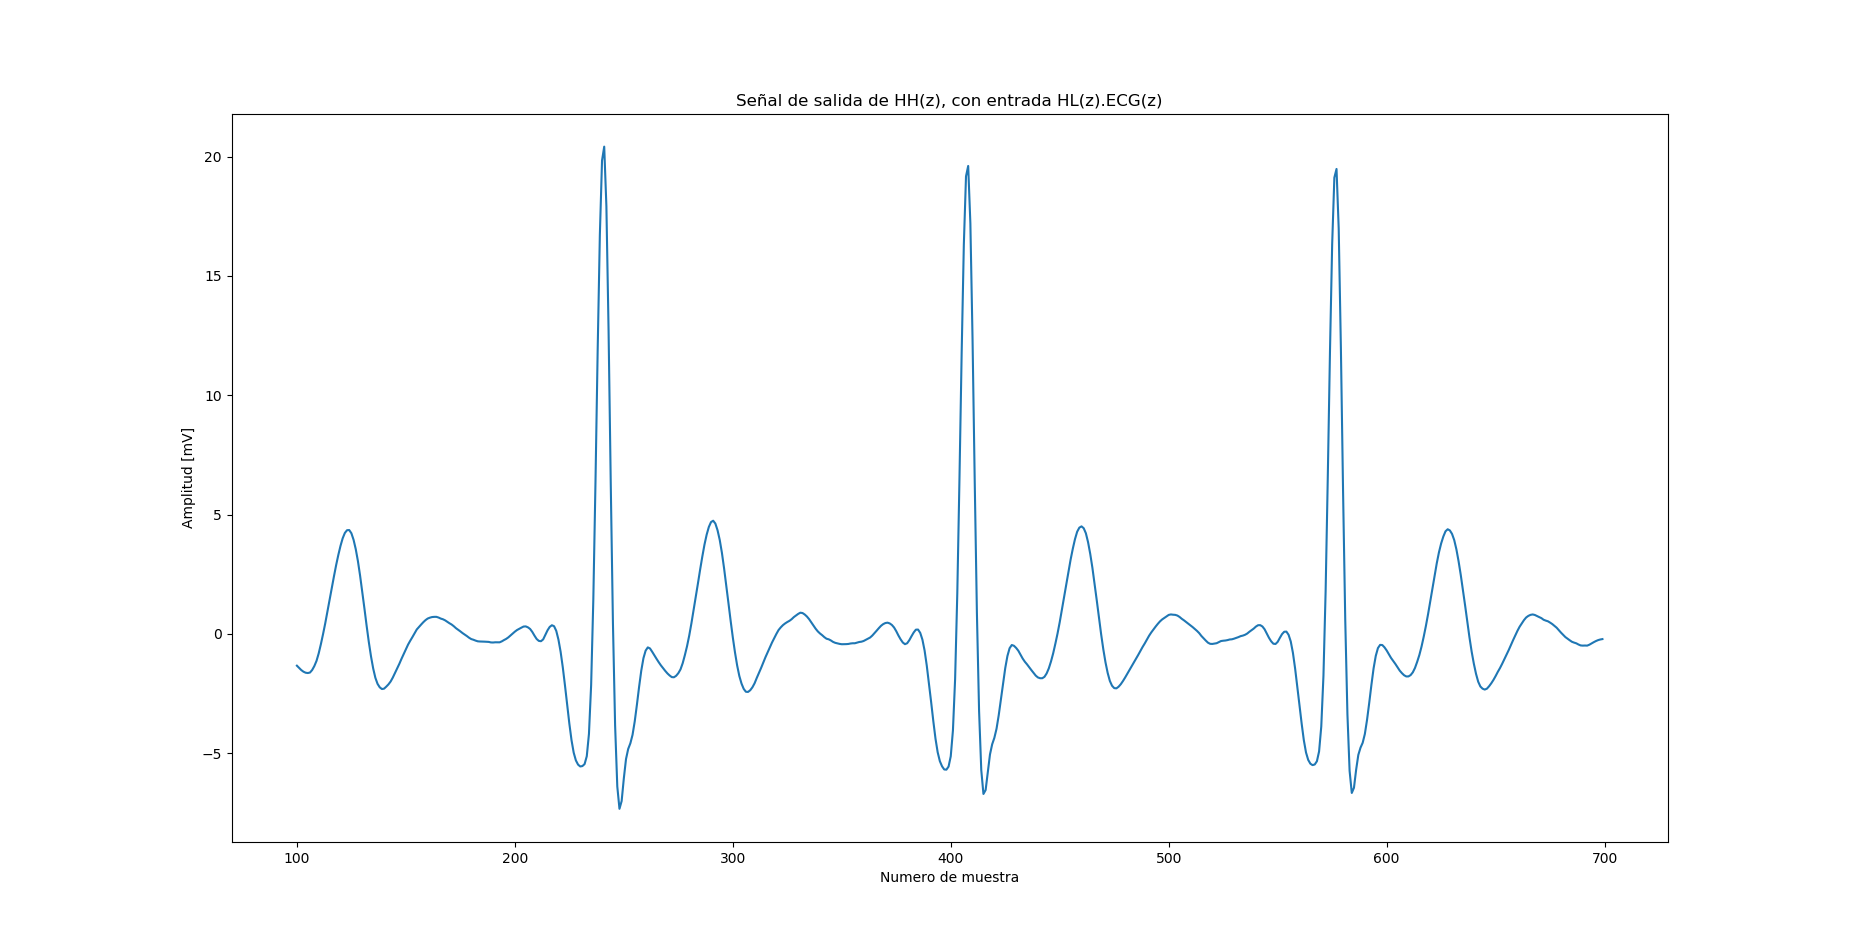 Señal de salida de HH(z), con entrada HL(z).ECG(z)
20
15
10
5
0
−5
Amplitud [mV]
100 200 300 400 500 600 700
Numero de muestra